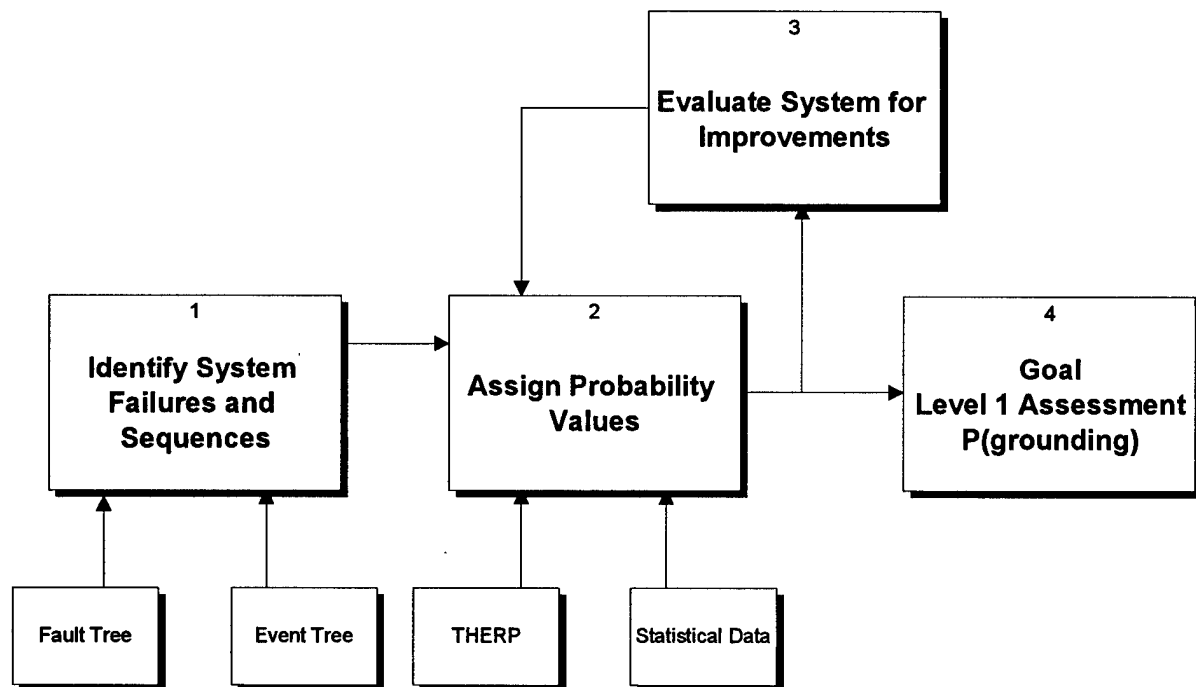 3
Evaluate System for
Improvements
1
Identify System
Failures and
Sequences
2
Assign Probability
Values
4
Goal
Level 1 Assessment
P(grounding)
Fault Tree
Event Tree
THERP
Statistical Data